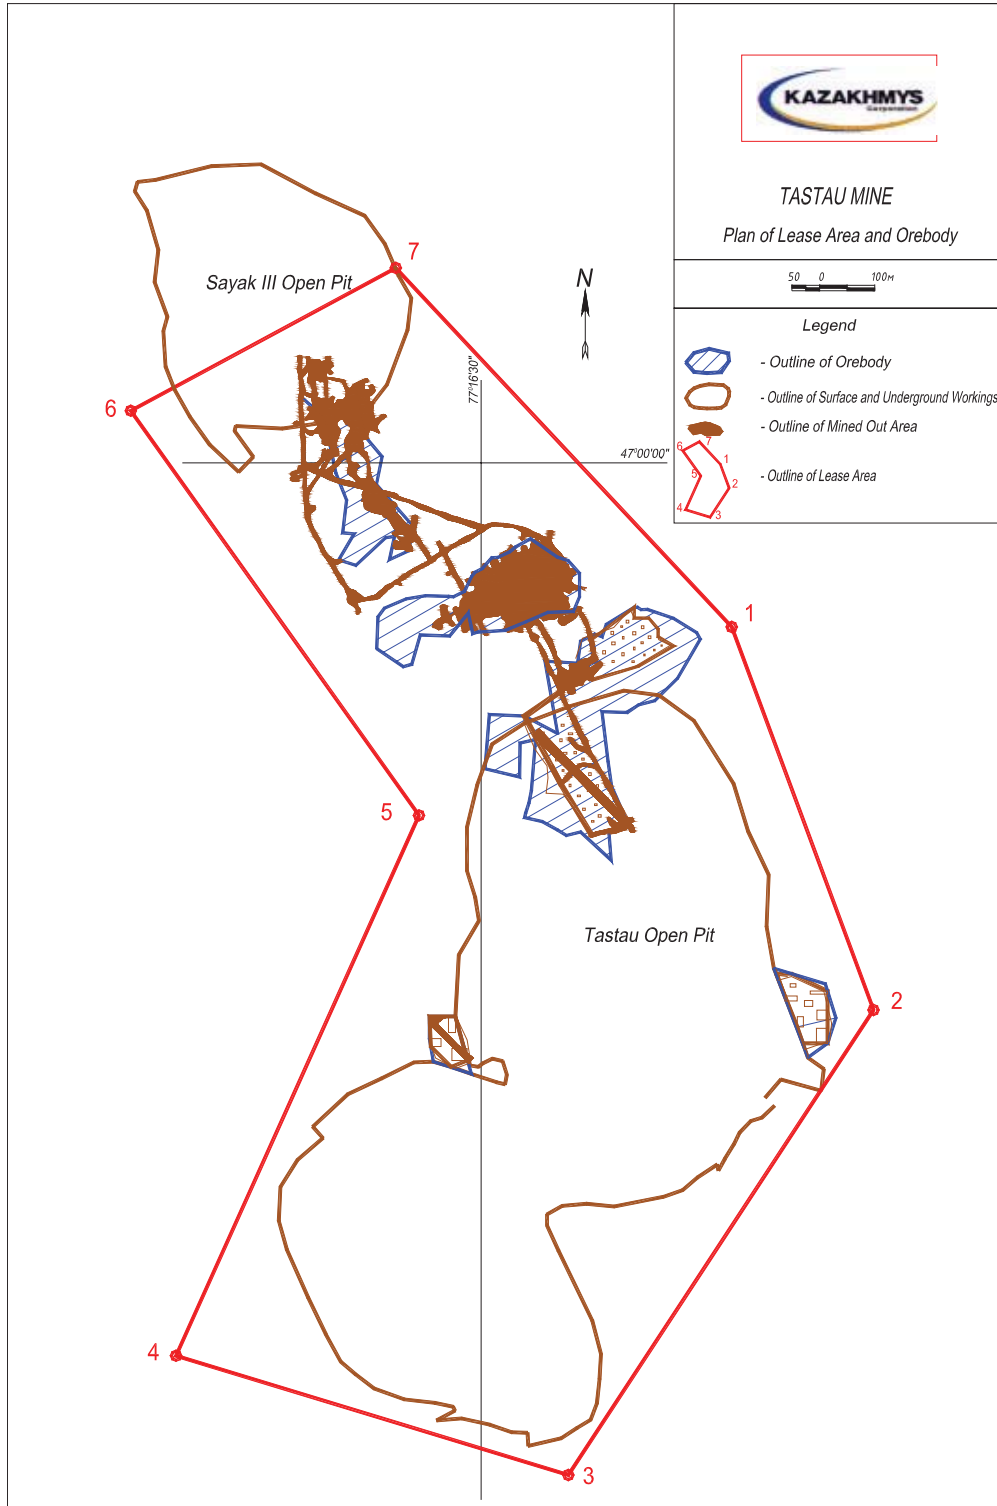 KAZAKHMYS
Corporation
TASTAU MINE
Plan of Lease Area and Orebody
50 0 100м
Legend
- Outline of Orebody
- Outline of Surface and Underground Workings
- Outline of Mined Out Area
6 7
1
5 2
4 3
- Outline of Lease Area
7
Sayak III Open Pit
N
77°16'30"
6
47°00'00"
1
5
Tastau Open Pit
2
4
3